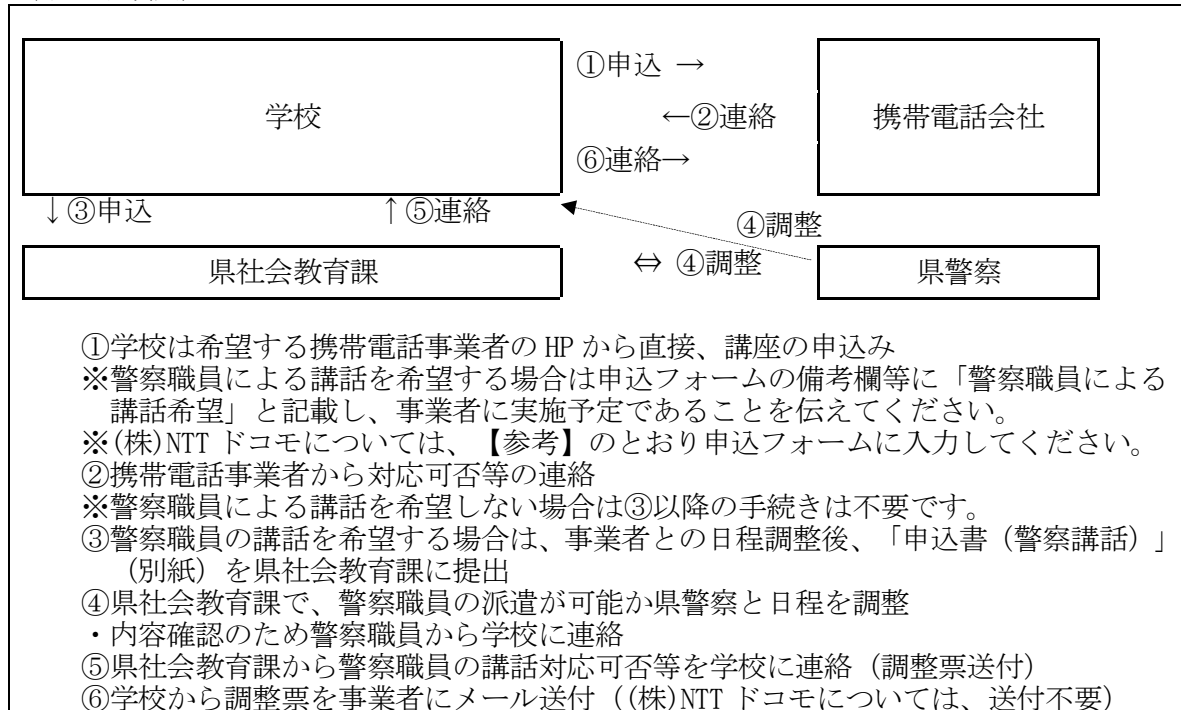 ①申込 →
学校
←②連絡
携帯電話会社
⑥連絡→
↓③申込
↑⑤連絡
④調整
県社会教育課
⇔ ④調整
県警察
①学校は希望する携帯電話事業者の HP から直接、講座の申込み
※警察職員による講話を希望する場合は申込フォームの備考欄等に「警察職員による
講話希望」と記載し、事業者に実施予定であることを伝えてください。
※(株)NTT ドコモについては、【参考】のとおり申込フォームに入力してください。
②携帯電話事業者から対応可否等の連絡
※警察職員による講話を希望しない場合は③以降の手続きは不要です。
③警察職員の講話を希望する場合は、事業者との日程調整後、「申込書（警察講話）」
（別紙）を県社会教育課に提出
④県社会教育課で、警察職員の派遣が可能か県警察と日程を調整
・内容確認のため警察職員から学校に連絡
⑤県社会教育課から警察職員の講話対応可否等を学校に連絡（調整票送付）
⑥学校から調整票を事業者にメール送付（(株)NTT ドコモについては、送付不要）